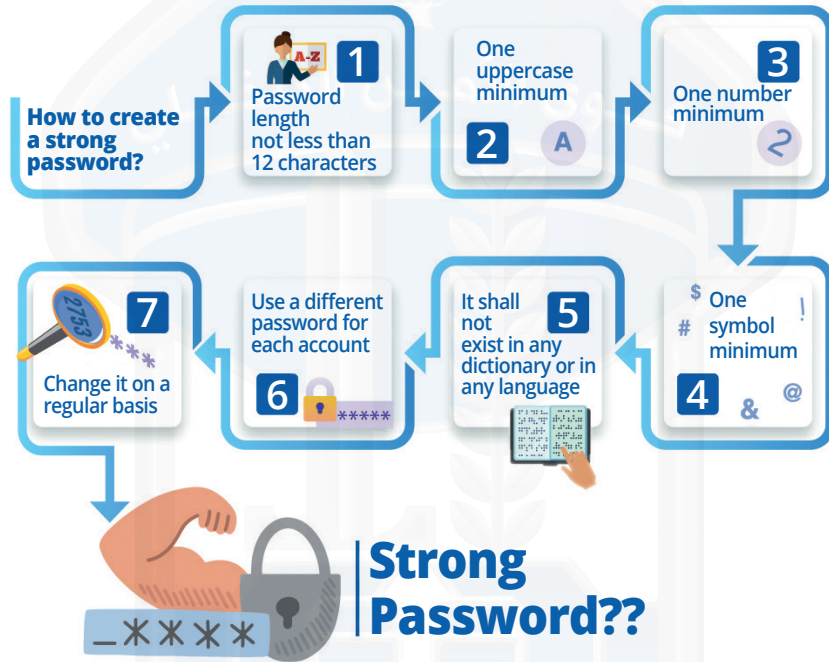 How to create
a strong
password?
A-Z
1
Password
length
not less than
12 characters
One
uppercase
minimum
2
A
3
One number
minimum
2
$
One
#
symbol
!
minimum
4
&
@
It shall
5
not
exist in any
dictionary or in
any language
Use a different
password for
each account
6
*****
2753
7
***
Change it on a
regular basis
_****
Strong
Password??